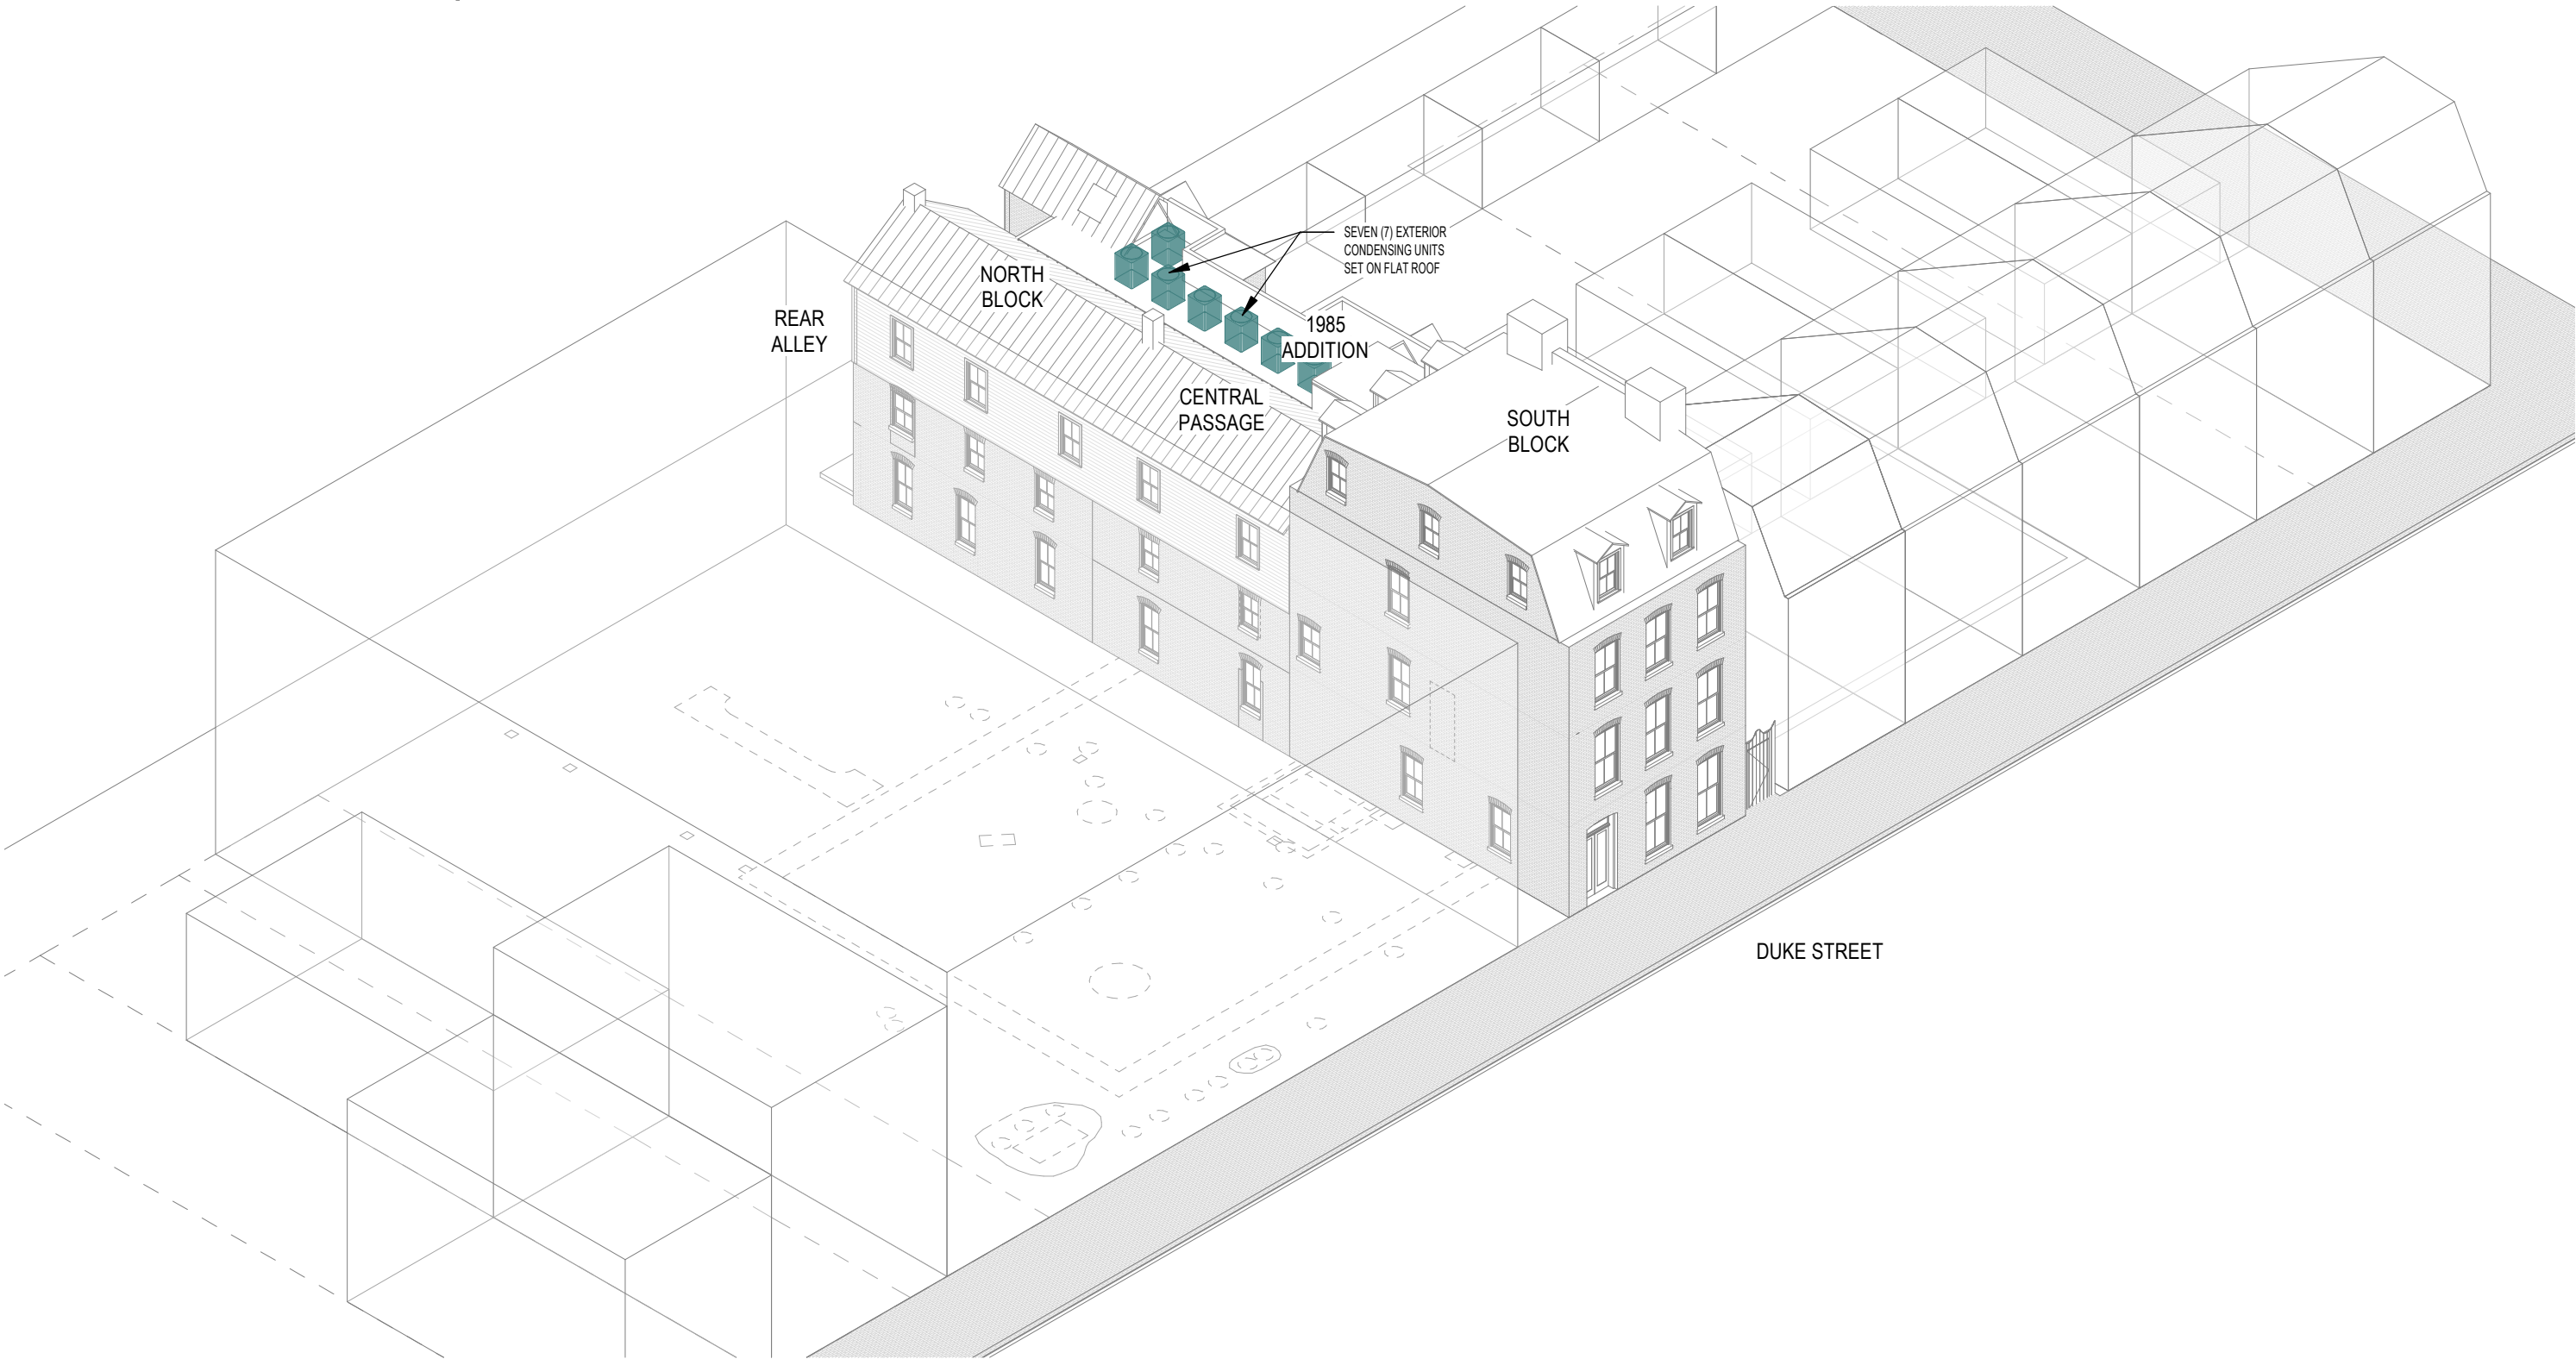 SEVEN (7) EXTERIOR
CONDENSING UNITS
SET ON FLAT ROOF
NORTH
BLOCK
REAR
ALLEY
1985
ADDITION
CENTRAL
PASSAGE
SOUTH
BLOCK
DUKE STREET